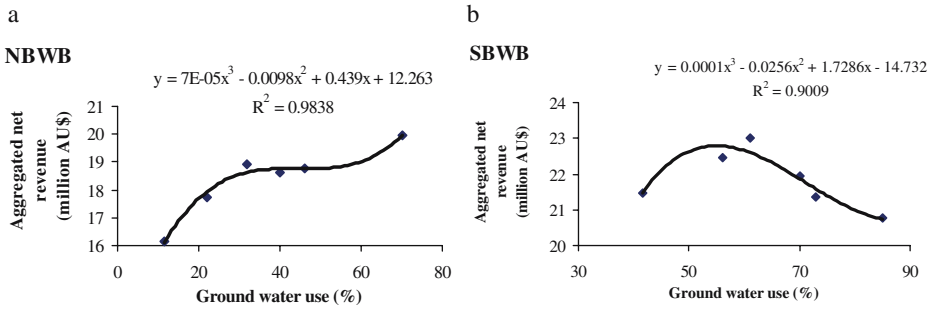 a
NBWB
y = 7E-05x³ - 0.0098x² + 0.439x + 12.263
R² = 0.9838
Aggregated net
revenue
(million AU$)
21
20
19
18
17
16
0 20 40 60 80
Ground water use (%)
b
SBWB
y = 0.0001x³ - 0.0256x² + 1.7286x - 14.732
R² = 0.9009
Aggregated net
revenue
(million AU$)
24
23
22
21
20
30 50 70 90
Ground water use (%)